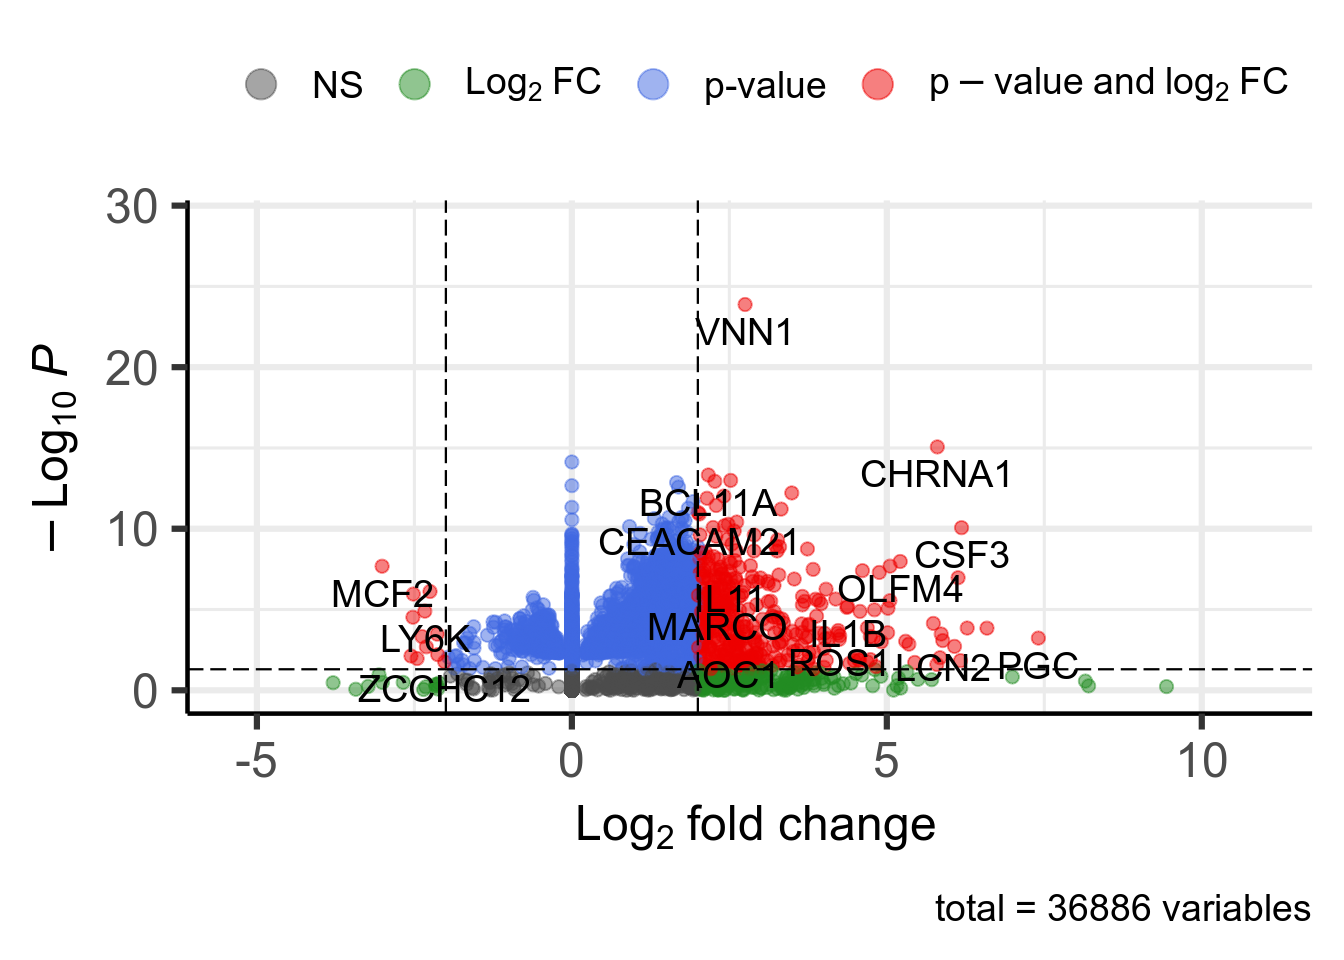 NS Log₂ FC p-value p − value and log₂ FC
30
20
10
0
− Log₁₀ P
VNN1
CHRNA1
BCL11A
CEACAM21
CSF3
MCF2
OLFM4
IL11
MARCO
IL1B
LY6K
ROS1
LCN2
PGC
AOC1
ZCCHC12
-5 0 5 10
Log₂ fold change
total = 36886 variables